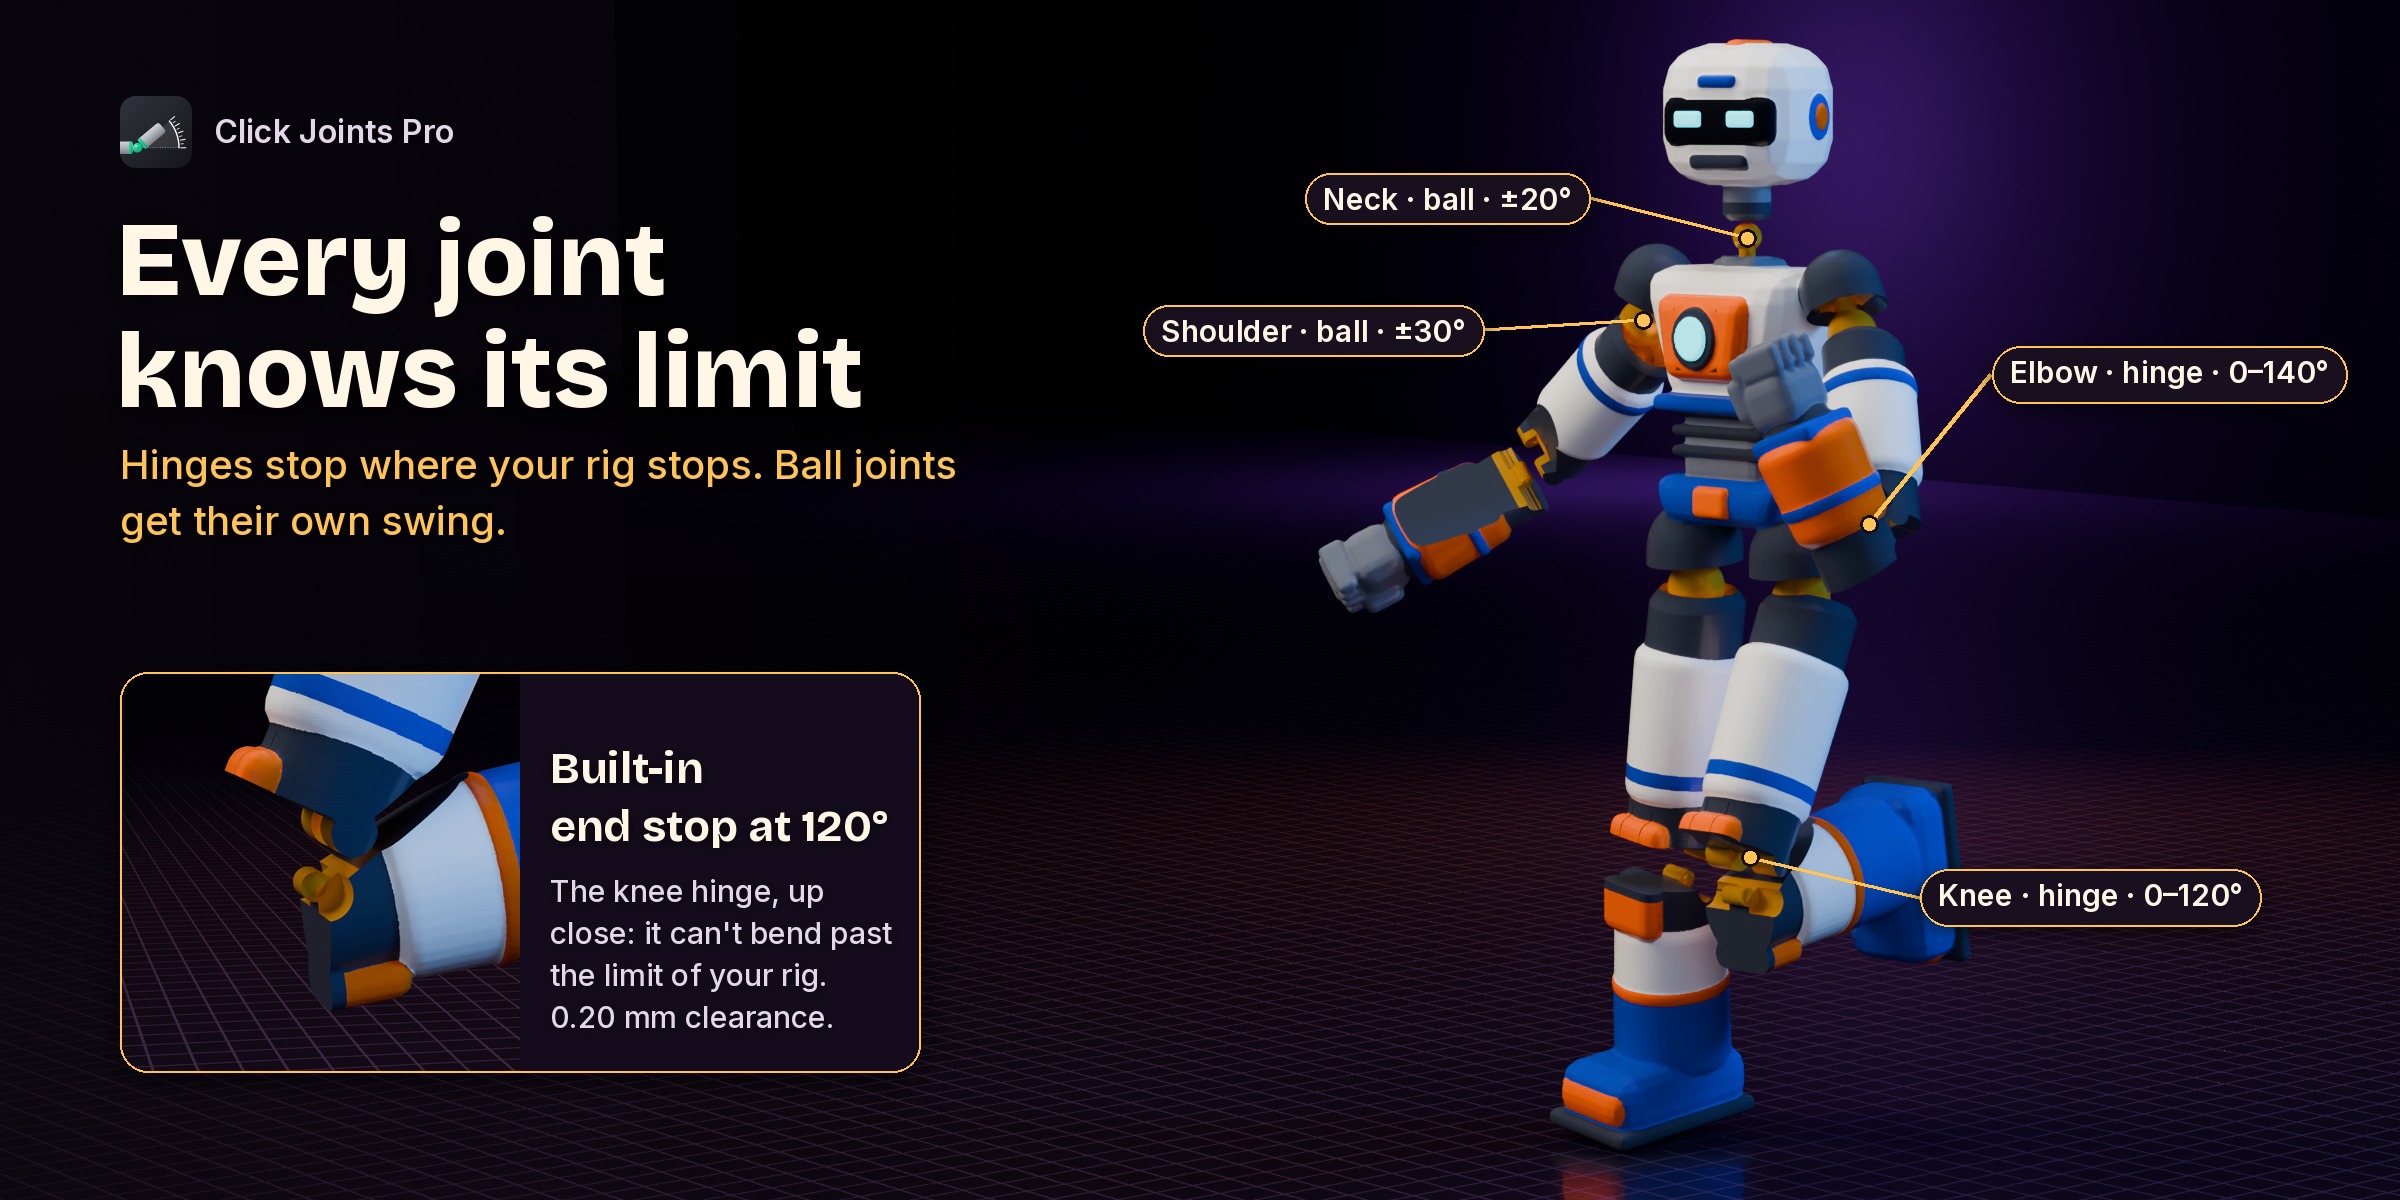 Click Joints Pro
Every joint
knows its limit
Hinges stop where your rig stops. Ball joints
get their own swing.
Neck · ball · ±20°
Shoulder · ball · ±30°
Elbow · hinge · 0–140°
Knee · hinge · 0–120°
Built-in
end stop at 120°
The knee hinge, up
close: it can't bend past
the limit of your rig.
0.20 mm clearance.